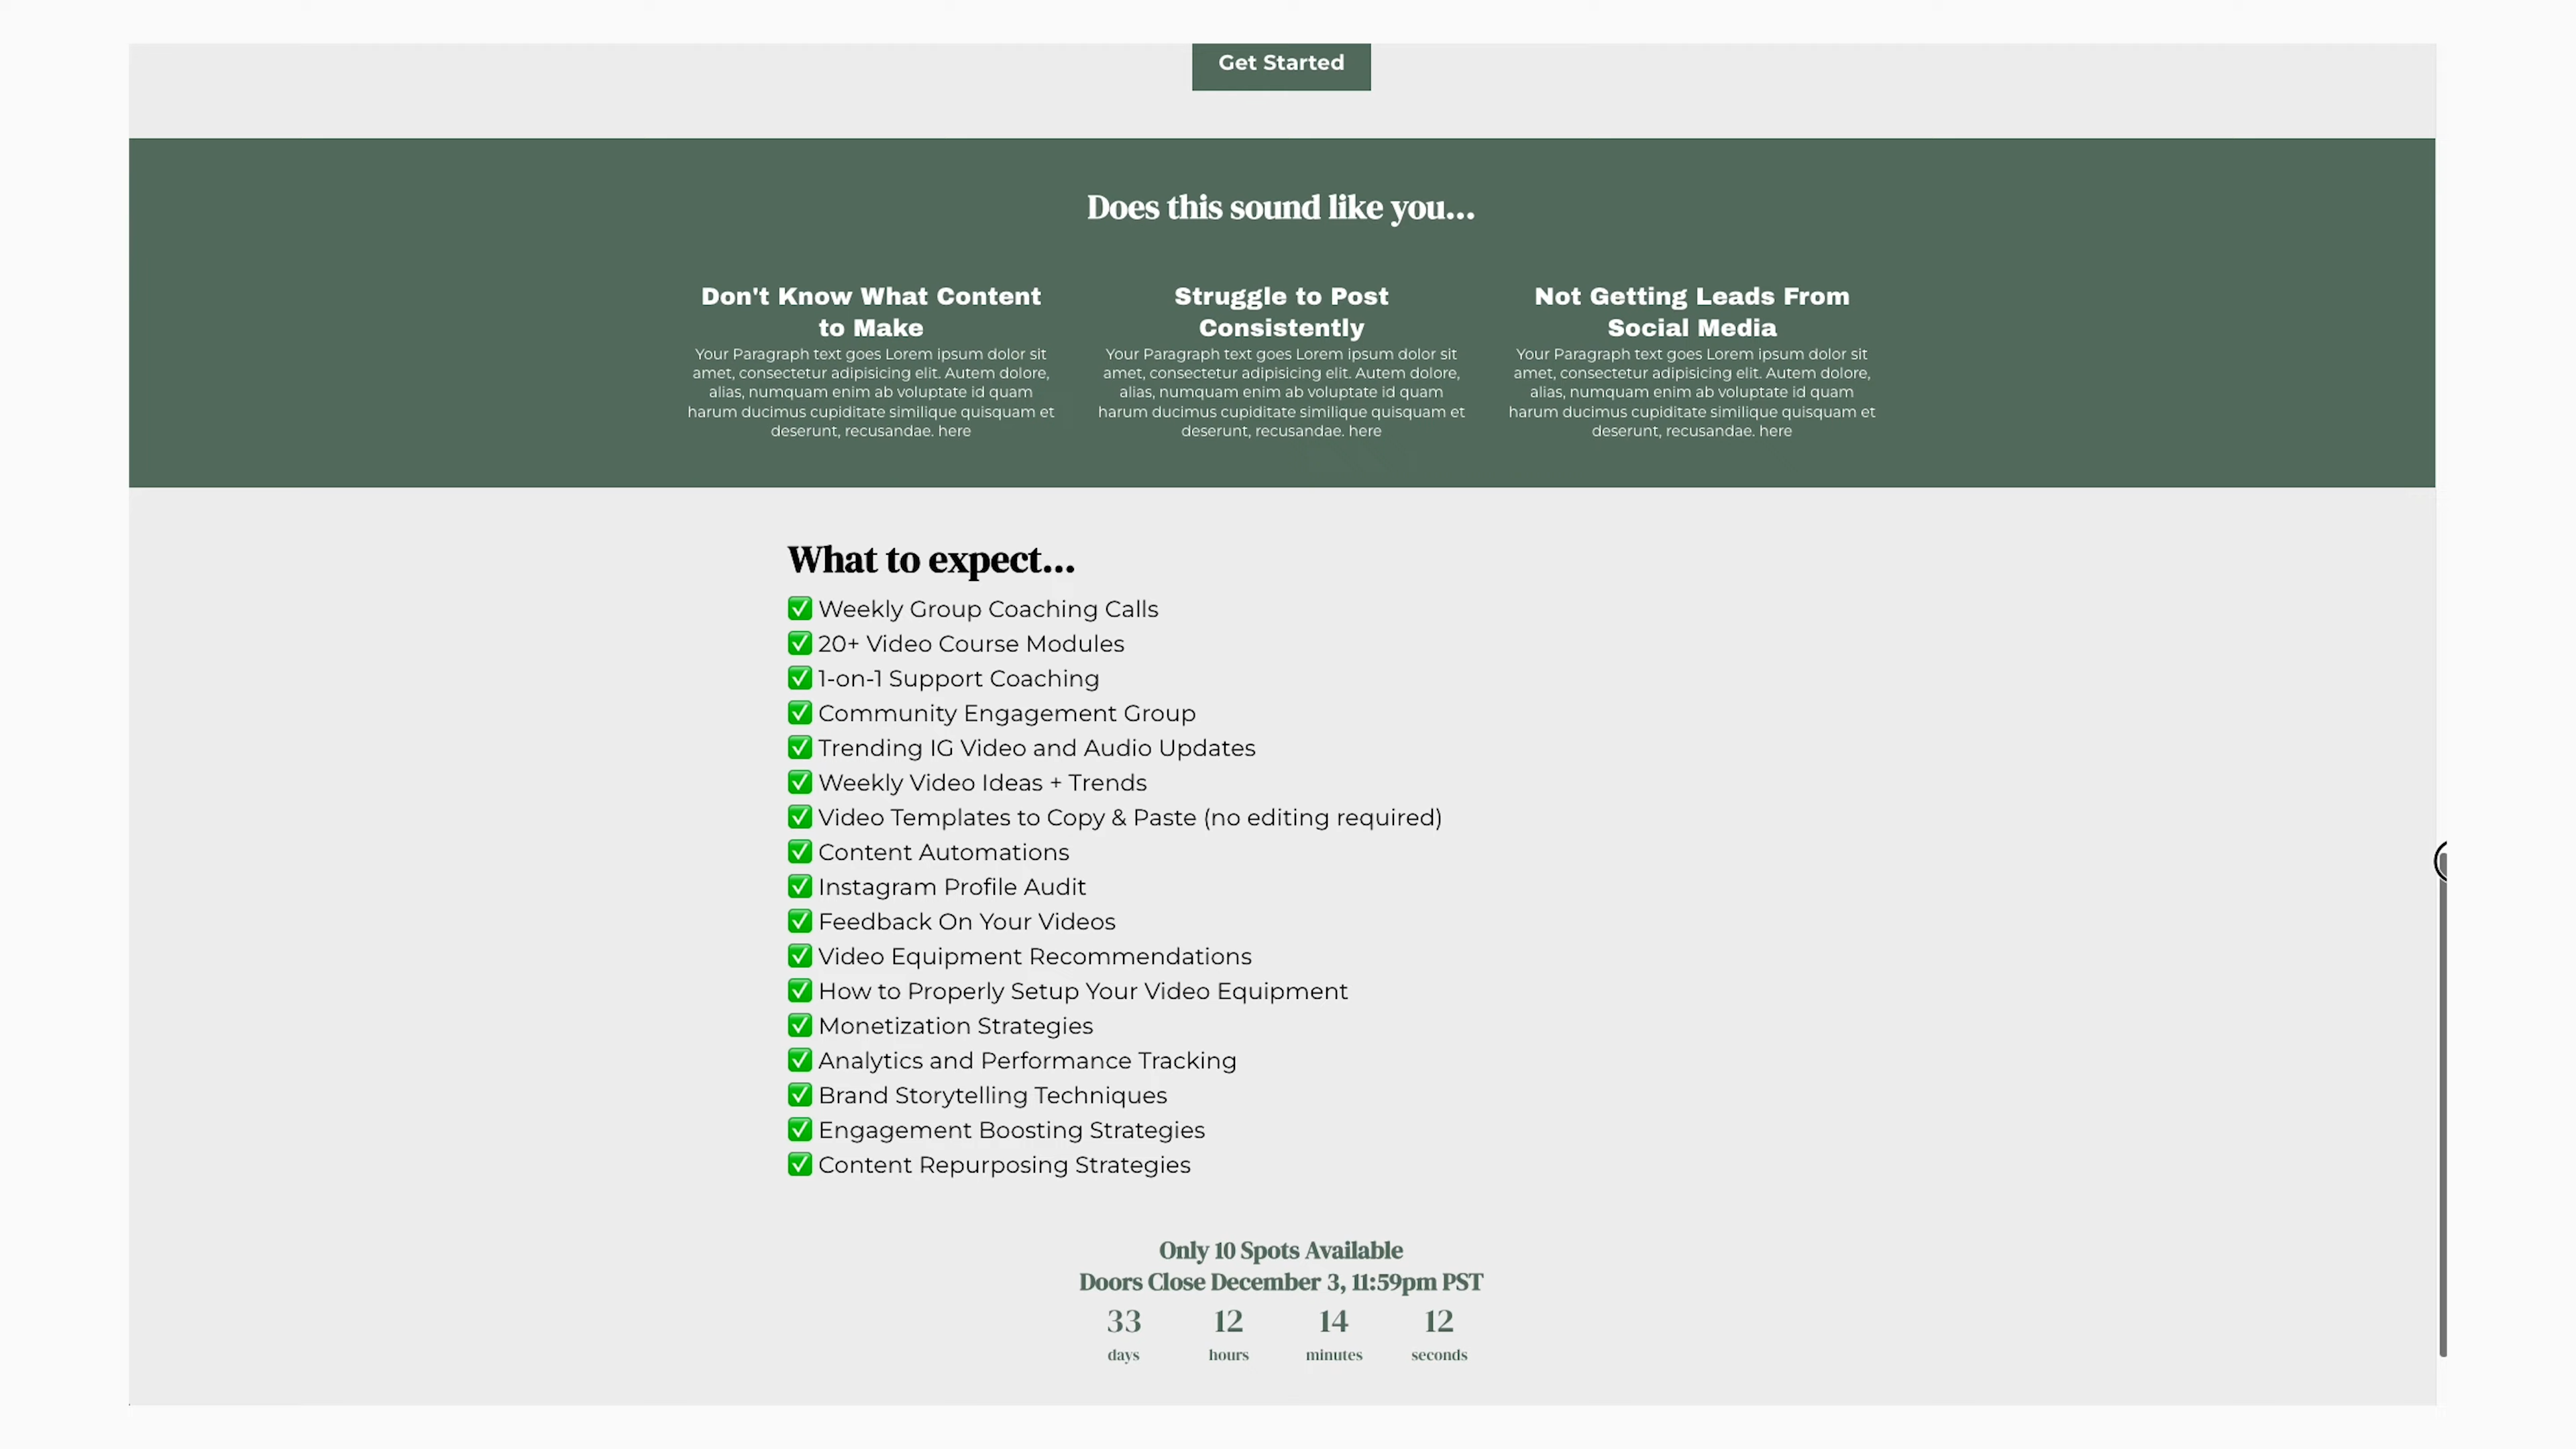 Get Started
Does this sound like you...
Don't Know What Content
to Make
Your Paragraph text goes Lorem ipsum dolor sit
amet, consectetur adipisicing elit. Autem dolore,
alias, numquam enim ab voluptate id quam
harum ducimus cupiditate similique quisquam et
deserunt, recusandae. here
Struggle to Post
Consistently
Your Paragraph text goes Lorem ipsum dolor sit
amet, consectetur adipisicing elit. Autem dolore,
alias, numquam enim ab voluptate id quam
harum ducimus cupiditate similique quisquam et
deserunt, recusandae. here
Not Getting Leads From
Social Media
Your Paragraph text goes Lorem ipsum dolor sit
amet, consectetur adipisicing elit. Autem dolore,
alias, numquam enim ab voluptate id quam
harum ducimus cupiditate similique quisquam et
deserunt, recusandae. here
What to expect...
✅ Weekly Group Coaching Calls
✅ 20+ Video Course Modules
✅ 1-on-1 Support Coaching
✅ Community Engagement Group
✅ Trending IG Video and Audio Updates
✅ Weekly Video Ideas + Trends
✅ Video Templates to Copy & Paste (no editing required)
✅ Content Automations
✅ Instagram Profile Audit
✅ Feedback On Your Videos
✅ Video Equipment Recommendations
✅ How to Properly Setup Your Video Equipment
✅ Monetization Strategies
✅ Analytics and Performance Tracking
✅ Brand Storytelling Techniques
✅ Engagement Boosting Strategies
✅ Content Repurposing Strategies
Only 10 Spots Available
Doors Close December 3, 11:59pm PST
33 12 14 12
days hours minutes seconds